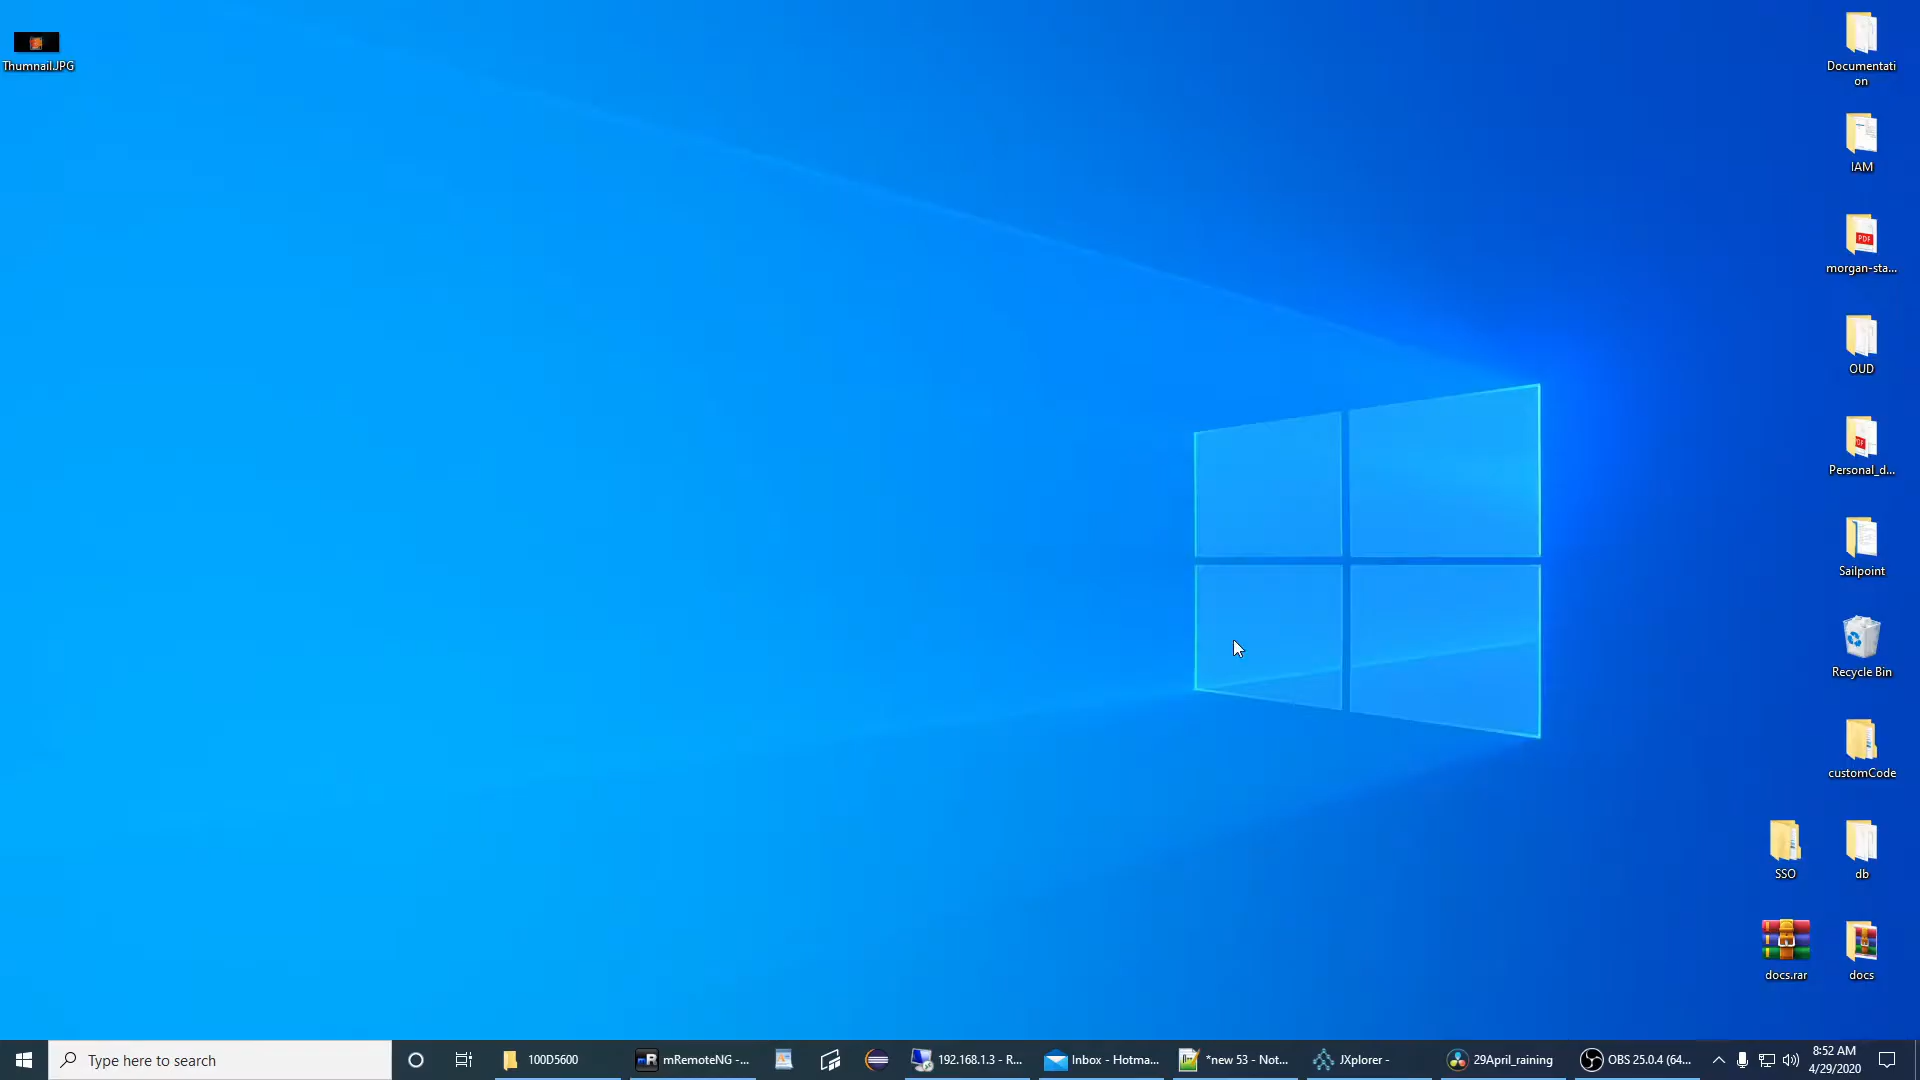 Thumnail.JPG
Documentati
on
IAM
morgan-sta...
OUD
Personal_d...
Sailpoint
Recycle Bin
customCode
SSO
db
docs.rar
docs
Type here to search
100D5600
mRemoteNG -...
192.168.1.3 - R...
Inbox - Hotma...
*new 53 - Not...
JXplorer -
29April_raining
OBS 25.0.4 (64...
8:52 AM
4/29/2020